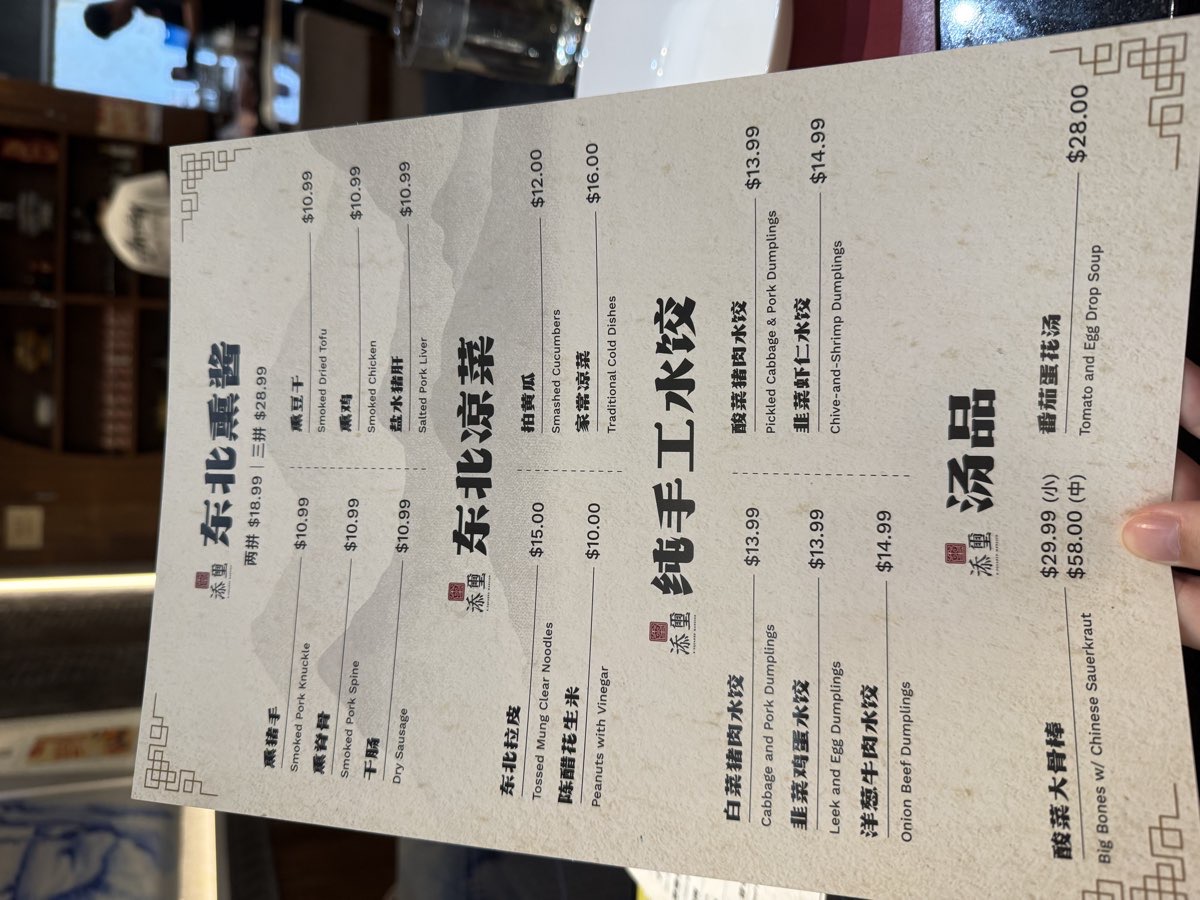 添玺 东北熏酱
两拼 $18.99 | 三拼 $28.99
熏猪手 $10.99
Smoked Pork Knuckle
熏豆干 $10.99
Smoked Dried Tofu
熏脊骨 $10.99
Smoked Pork Spine
熏鸡 $10.99
Smoked Chicken
干肠 $10.99
Dry Sausage
盐水猪肝 $10.99
Salted Pork Liver
添玺 东北凉菜
东北拉皮 $15.00
Tossed Mung Clear Noodles
拍黄瓜 $12.00
Smashed Cucumbers
陈醋花生米 $10.00
Peanuts with Vinegar
家常凉菜 $16.00
Traditional Cold Dishes
添玺 纯手工水饺
白菜猪肉水饺 $13.99
Cabbage and Pork Dumplings
酸菜猪肉水饺 $13.99
Pickled Cabbage & Pork Dumplings
韭菜鸡蛋水饺 $13.99
Leek and Egg Dumplings
韭菜虾仁水饺 $14.99
Chive-and-Shrimp Dumplings
洋葱牛肉水饺 $14.99
Onion Beef Dumplings
添玺 汤品
酸菜大骨棒 $29.99 (小)
$58.00 (中)
Big Bones w/ Chinese Sauerkraut
番茄蛋花汤 $28.00
Tomato and Egg Drop Soup